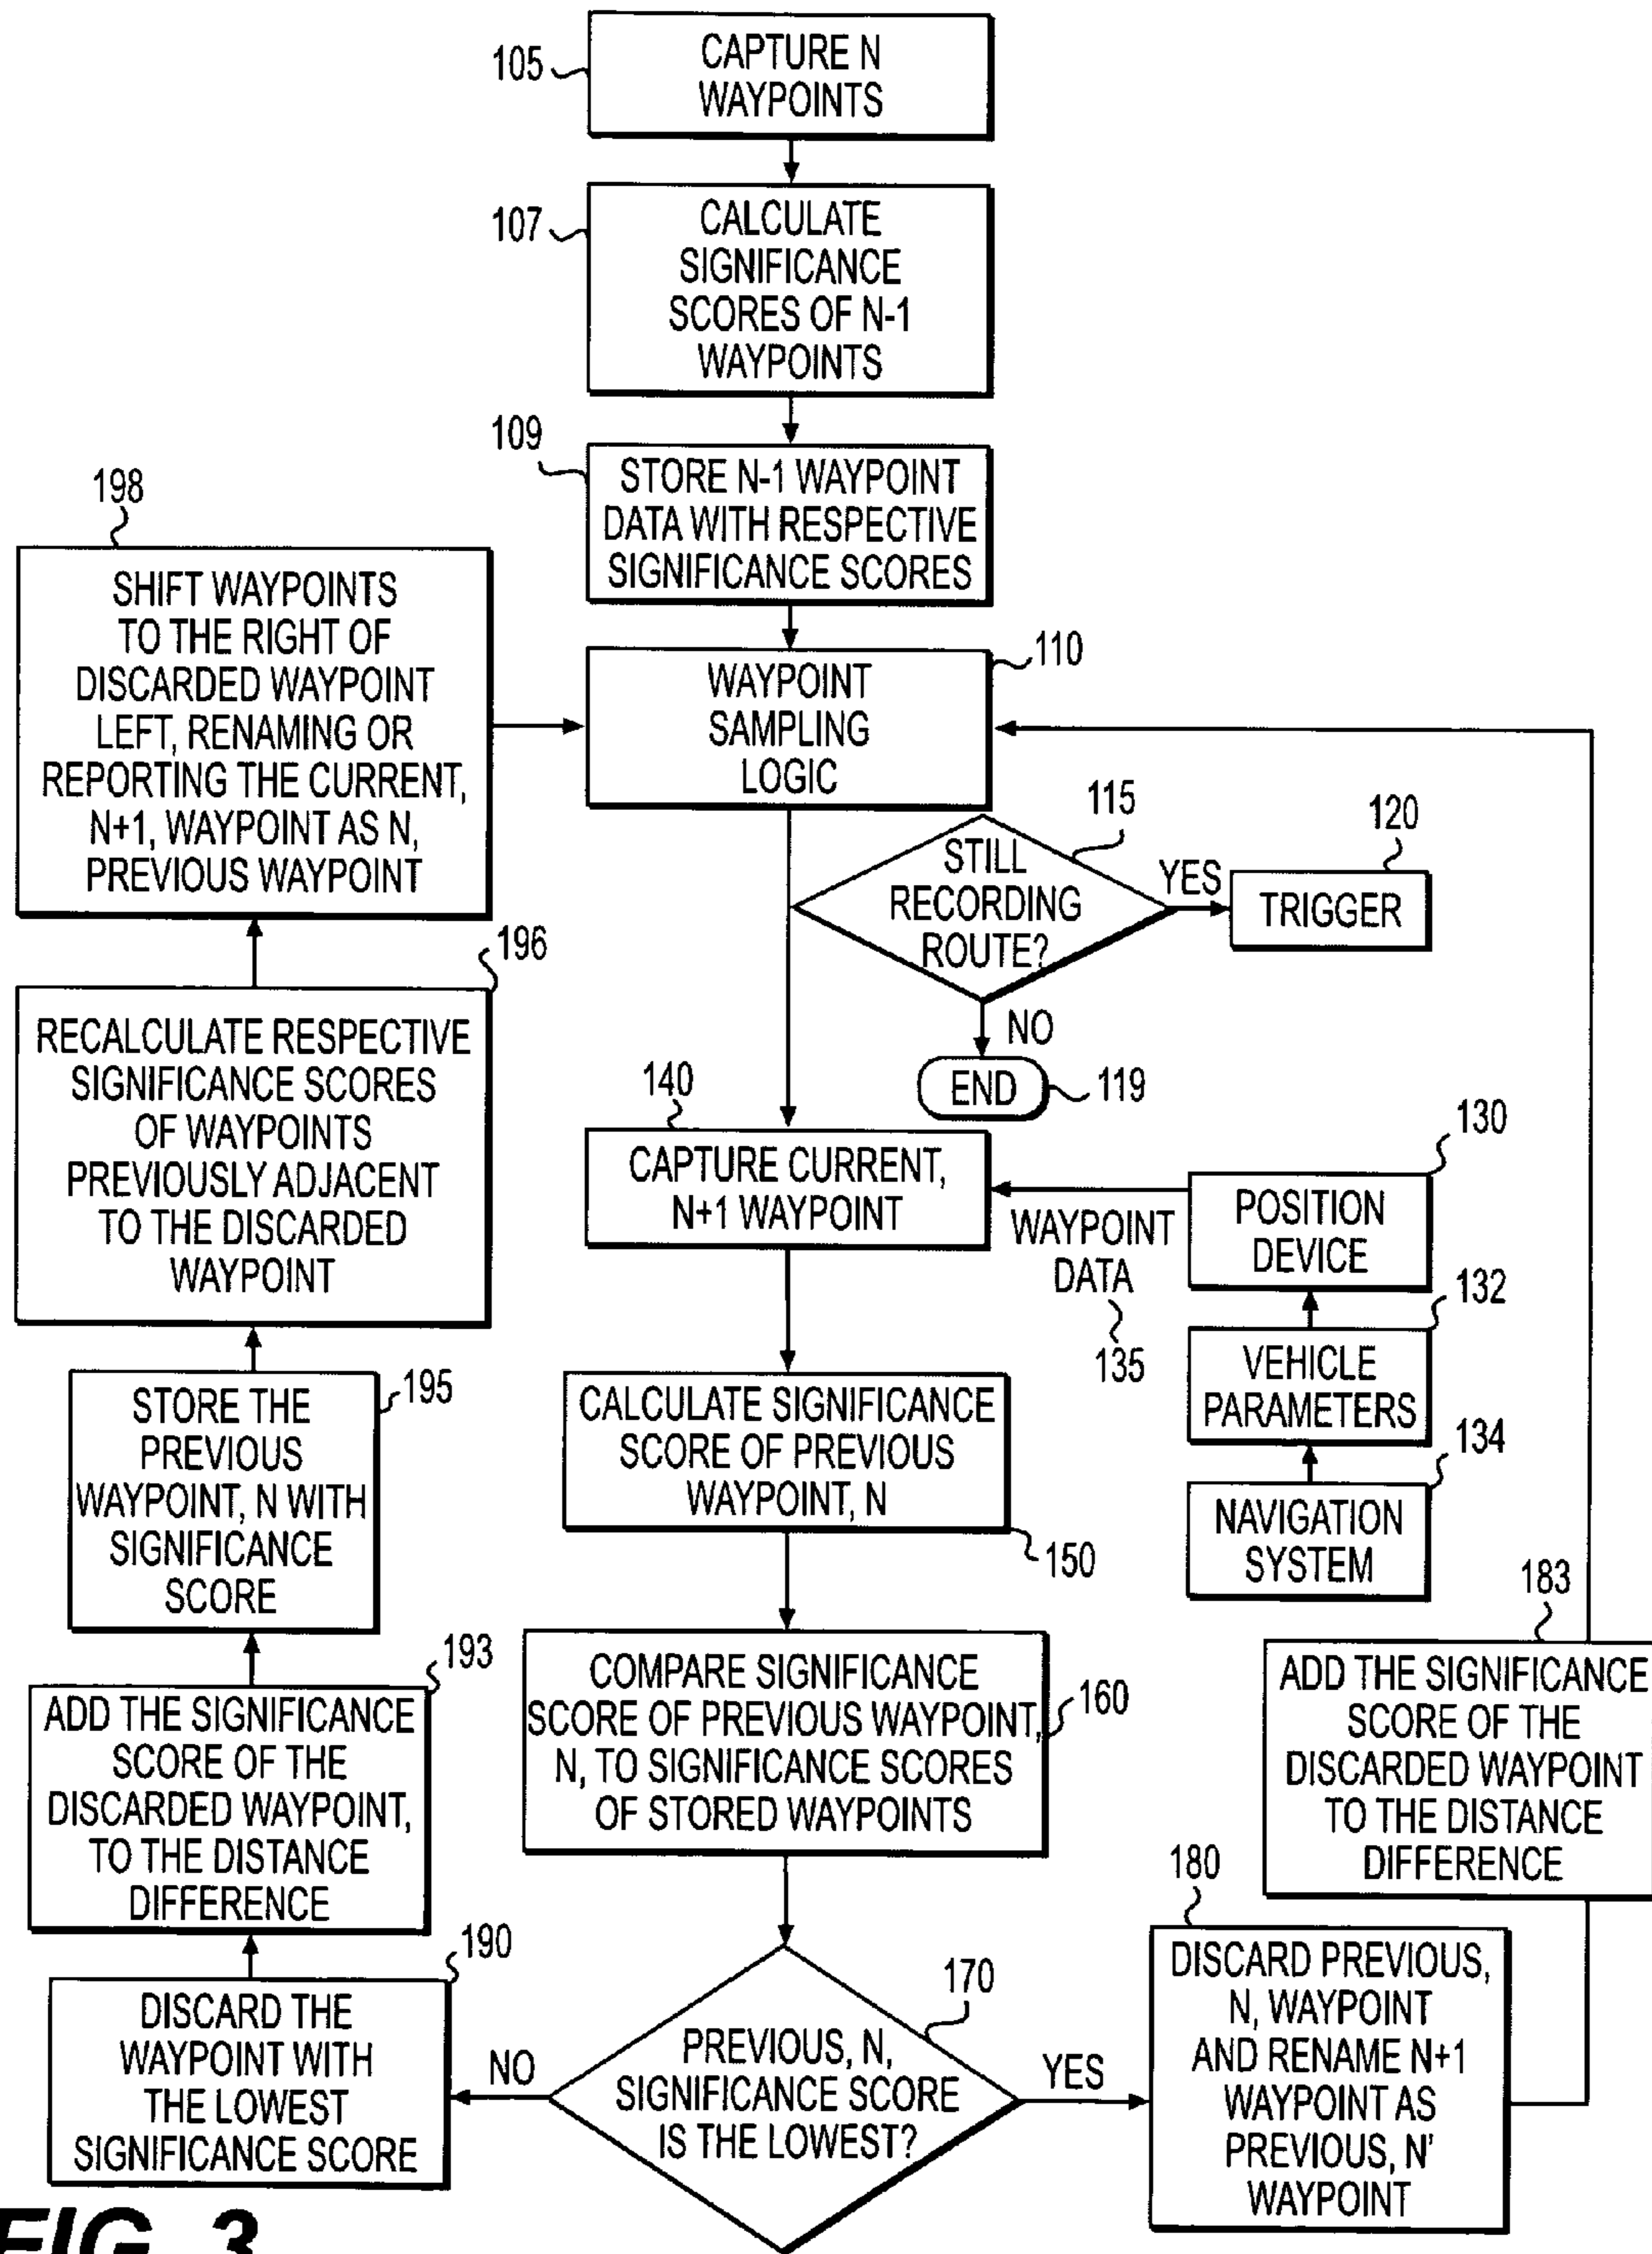 105
CAPTURE N
WAYPOINTS
107
CALCULATE
SIGNIFICANCE
SCORES OF N-1
WAYPOINTS
109
STORE N-1 WAYPOINT
DATA WITH RESPECTIVE
SIGNIFICANCE SCORES
198
SHIFT WAYPOINTS
TO THE RIGHT OF
DISCARDED WAYPOINT
LEFT, RENAMING OR
REPORTING THE CURRENT,
N+1, WAYPOINT AS N,
PREVIOUS WAYPOINT
110
WAYPOINT
SAMPLING
LOGIC
115
STILL
RECORDING
ROUTE?
YES
120
TRIGGER
NO
END
119
196
RECALCULATE RESPECTIVE
SIGNIFICANCE SCORES
OF WAYPOINTS
PREVIOUSLY ADJACENT
TO THE DISCARDED
WAYPOINT
140
CAPTURE CURRENT,
N+1 WAYPOINT
WAYPOINT
DATA
135
130
POSITION
DEVICE
132
VEHICLE
PARAMETERS
134
NAVIGATION
SYSTEM
195
STORE THE
PREVIOUS
WAYPOINT, N WITH
SIGNIFICANCE
SCORE
CALCULATE SIGNIFICANCE
SCORE OF PREVIOUS
WAYPOINT, N
150
183
ADD THE SIGNIFICANCE
SCORE OF THE
DISCARDED WAYPOINT
TO THE DISTANCE
DIFFERENCE
193
ADD THE SIGNIFICANCE
SCORE OF THE
DISCARDED WAYPOINT,
TO THE DISTANCE
DIFFERENCE
COMPARE SIGNIFICANCE
SCORE OF PREVIOUS WAYPOINT,
N, TO SIGNIFICANCE SCORES
OF STORED WAYPOINTS
160
190
DISCARD THE
WAYPOINT WITH
THE LOWEST
SIGNIFICANCE SCORE
NO
170
PREVIOUS, N,
SIGNIFICANCE SCORE
IS THE LOWEST?
YES
180
DISCARD PREVIOUS,
N, WAYPOINT
AND RENAME N+1
WAYPOINT AS
PREVIOUS, N'
WAYPOINT
FIG. 3